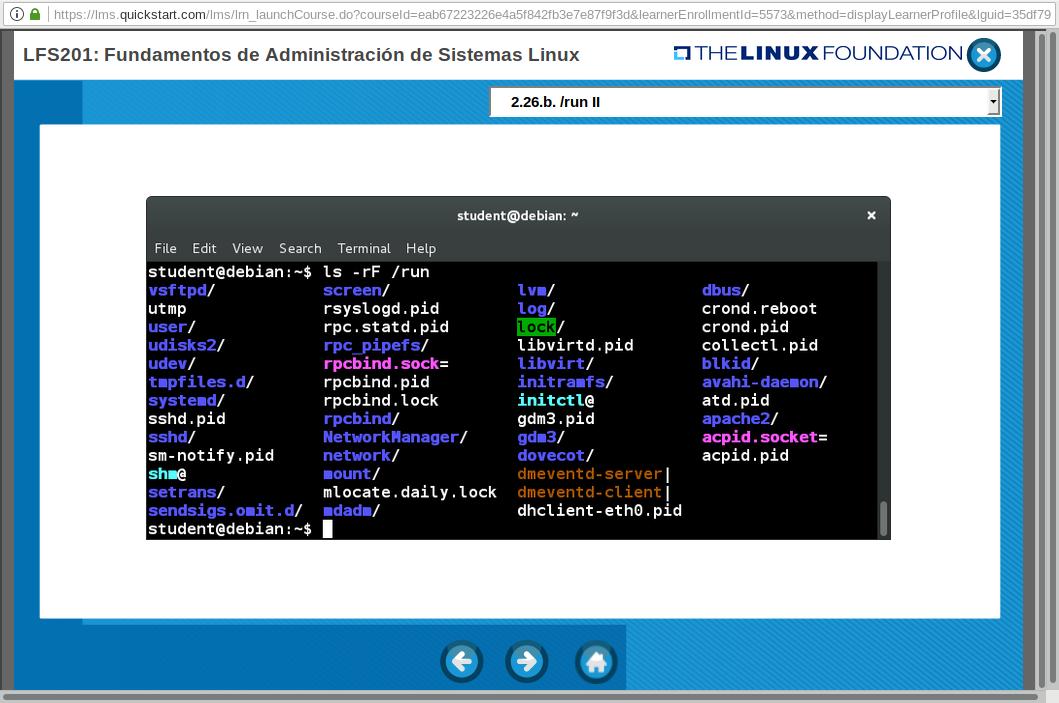 https://lms.quickstart.com/lms/lrn_launchCourse.do?courseId=eab67223226e4a5f842fb3e7e87f9f3d&learnerEnrollmentId=5573&method=displayLearnerProfile&lguid=35df79
LFS201: Fundamentos de Administración de Sistemas Linux
THE LINUX FOUNDATION
2.26.b. /run II
student@debian: ~
File Edit View Search Terminal Help
student@debian:~$ ls -rF /run
vsftpd/ screen/ lvm/ dbus/
utmp rsyslogd.pid log/ crond.reboot
user/ rpc.statd.pid lock/ crond.pid
udisks2/ rpc_pipefs/ libvirtd.pid collectl.pid
udev/ rpcbind.sock= libvirt/ blkid/
tmpfiles.d/ rpcbind.pid initramfs/ avahi-daemon/
systemd/ rpcbind.lock initctl@ atd.pid
sshd.pid rpcbind/ gdm3.pid apache2/
sshd/ NetworkManager/ gdm3/ acpid.socket=
sm-notify.pid network/ dovecot/ acpid.pid
shm@ mount/ dmeventd-server|
setrans/ mlocate.daily.lock dmeventd-client|
sendsigs.omit.d/ mdadm/ dhclient-eth0.pid
student@debian:~$